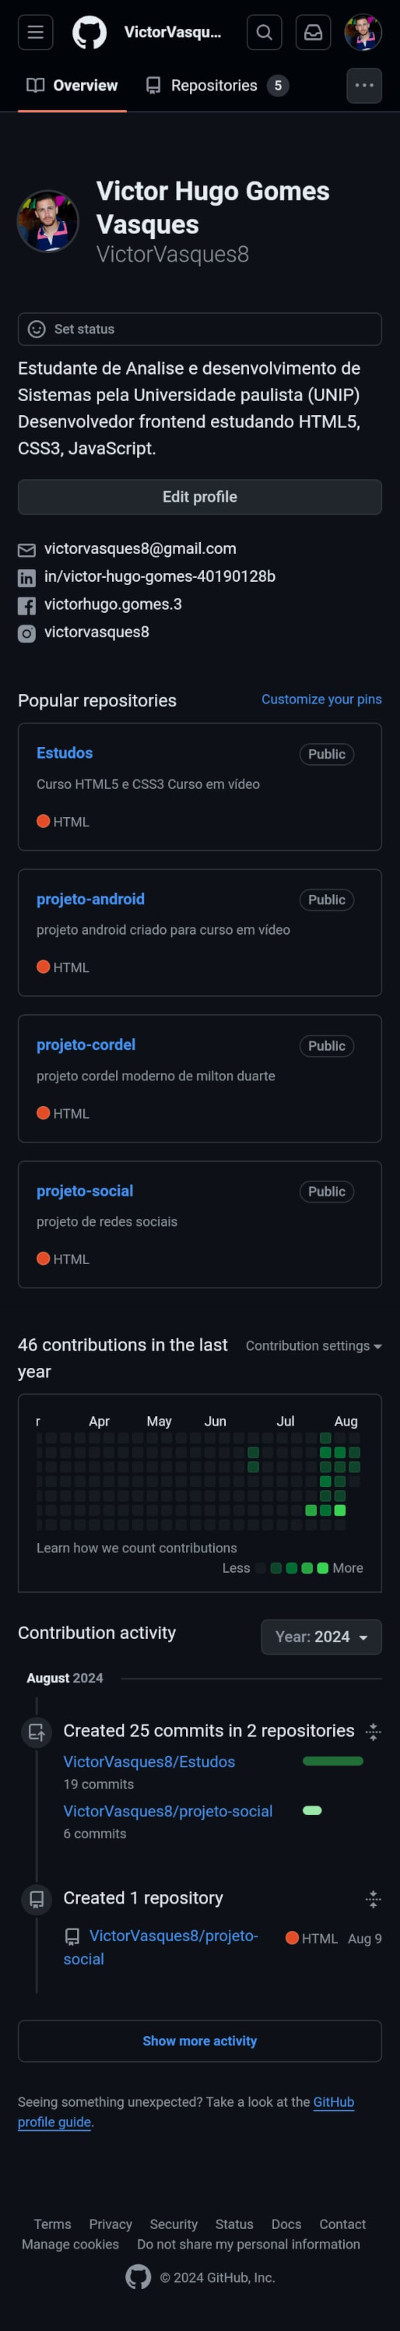 VictorVasqu...
Overview
Repositories 5
Victor Hugo Gomes
Vasques
VictorVasques8
Set status
Estudante de Analise e desenvolvimento de
Sistemas pela Universidade paulista (UNIP)
Desenvolvedor frontend estudando HTML5,
CSS3, JavaScript.
Edit profile
victorvasques8@gmail.com
in/victor-hugo-gomes-40190128b
victorhugo.gomes.3
victorvasques8
Popular repositories Customize your pins
Estudos Public
Curso HTML5 e CSS3 Curso em vídeo
HTML
projeto-android Public
projeto android criado para curso em vídeo
HTML
projeto-cordel Public
projeto cordel moderno de milton duarte
HTML
projeto-social Public
projeto de redes sociais
HTML
46 contributions in the last Contribution settings
year
r Apr May Jun Jul Aug
Learn how we count contributions
Less More
Contribution activity Year: 2024
August 2024
Created 25 commits in 2 repositories
VictorVasques8/Estudos
19 commits
VictorVasques8/projeto-social
6 commits
Created 1 repository
VictorVasques8/projeto- HTML Aug 9
social
Show more activity
Seeing something unexpected? Take a look at the GitHub
profile guide.
Terms Privacy Security Status Docs Contact
Manage cookies Do not share my personal information
© 2024 GitHub, Inc.